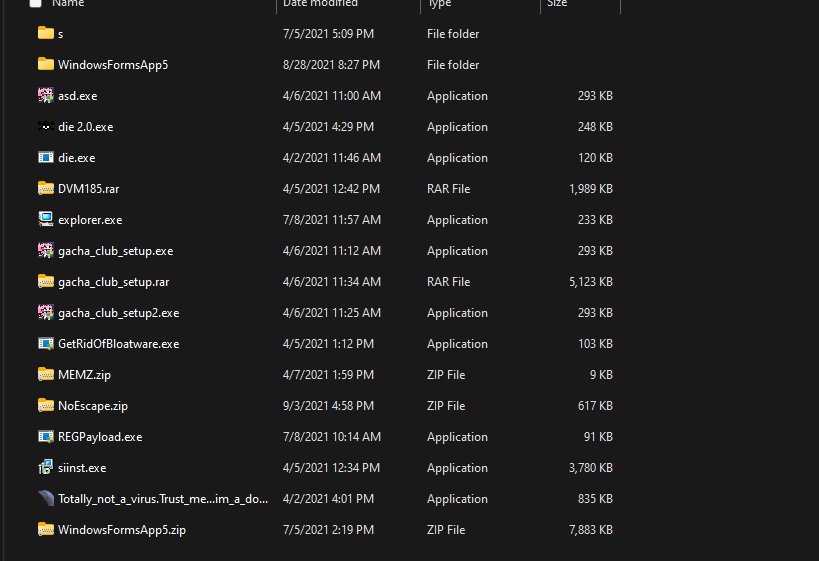 Name Date modified Type Size
s 7/5/2021 5:09 PM File folder
WindowsFormsApp5 8/28/2021 8:27 PM File folder
asd.exe 4/6/2021 11:00 AM Application 293 KB
die 2.0.exe 4/5/2021 4:29 PM Application 248 KB
die.exe 4/2/2021 11:46 AM Application 120 KB
DVM185.rar 4/5/2021 12:42 PM RAR File 1,989 KB
explorer.exe 7/8/2021 11:57 AM Application 233 KB
gacha_club_setup.exe 4/6/2021 11:12 AM Application 293 KB
gacha_club_setup.rar 4/6/2021 11:34 AM RAR File 5,123 KB
gacha_club_setup2.exe 4/6/2021 11:25 AM Application 293 KB
GetRidOfBloatware.exe 4/5/2021 1:12 PM Application 103 KB
MEMZ.zip 4/7/2021 1:59 PM ZIP File 9 KB
NoEscape.zip 9/3/2021 4:58 PM ZIP File 617 KB
REGPayload.exe 7/8/2021 10:14 AM Application 91 KB
siinst.exe 4/5/2021 12:34 PM Application 3,780 KB
Totally_not_a_virus.Trust_me...im_a_do... 4/2/2021 4:01 PM Application 835 KB
WindowsFormsApp5.zip 7/5/2021 2:19 PM ZIP File 7,883 KB